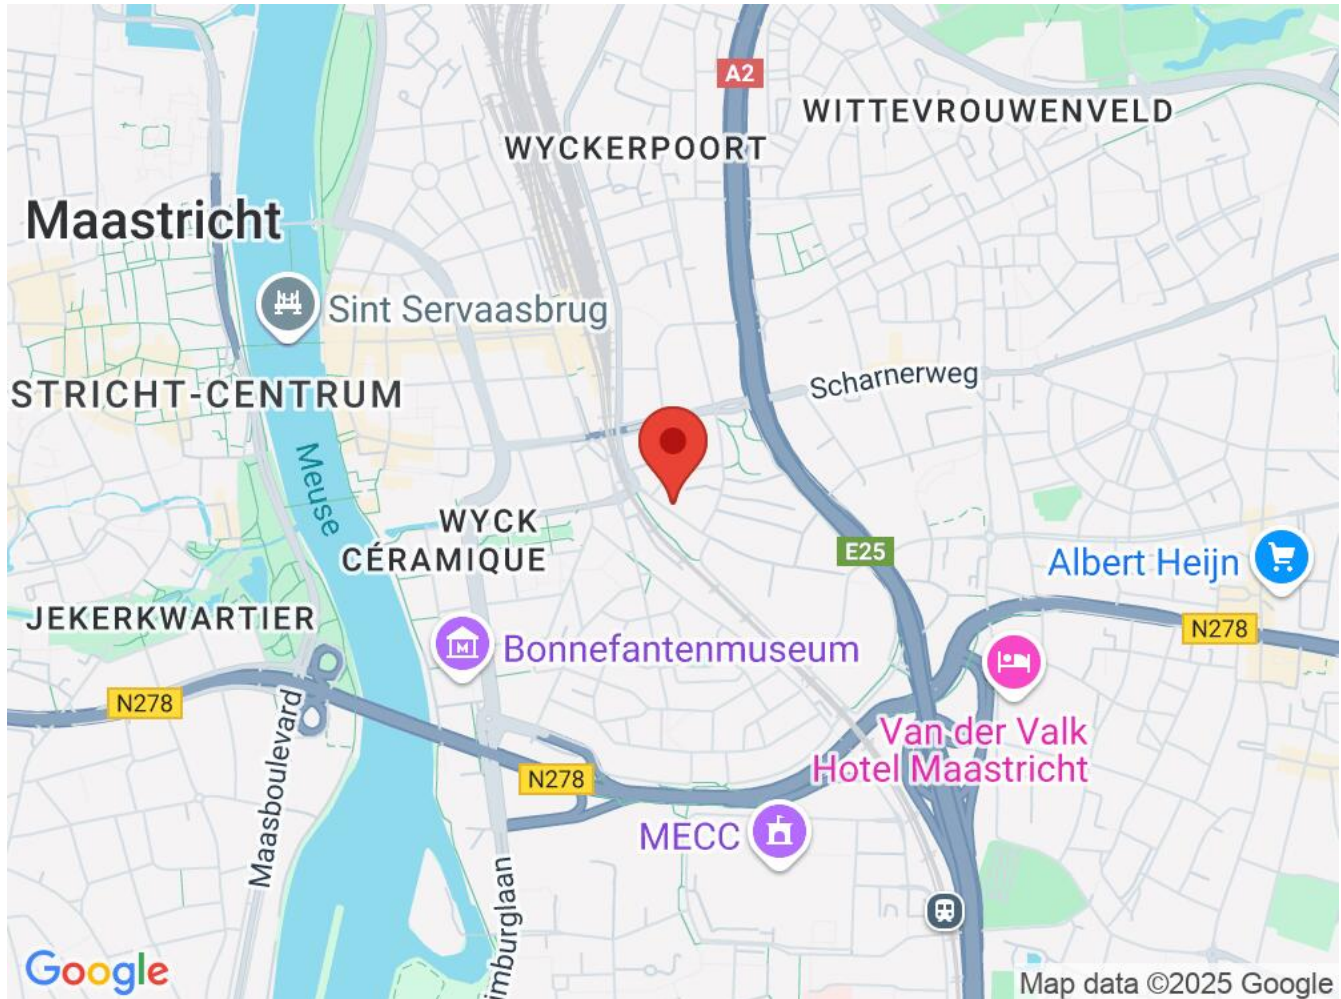 A2
WITTEVROUWENVELD
WYCKERPOORT
Maastricht
Sint Servaasbrug
Scharnerweg
STRICHT-CENTRUM
Meuse
WYCK
CÉRAMIQUE
E25
Albert Heijn
JEKERKWARTIER
N278
Bonnefantenmuseum
N278
Maasboulevard
Van der Valk
Hotel Maastricht
N278
MECC
imburglaan
Google
Map data ©2025 Google